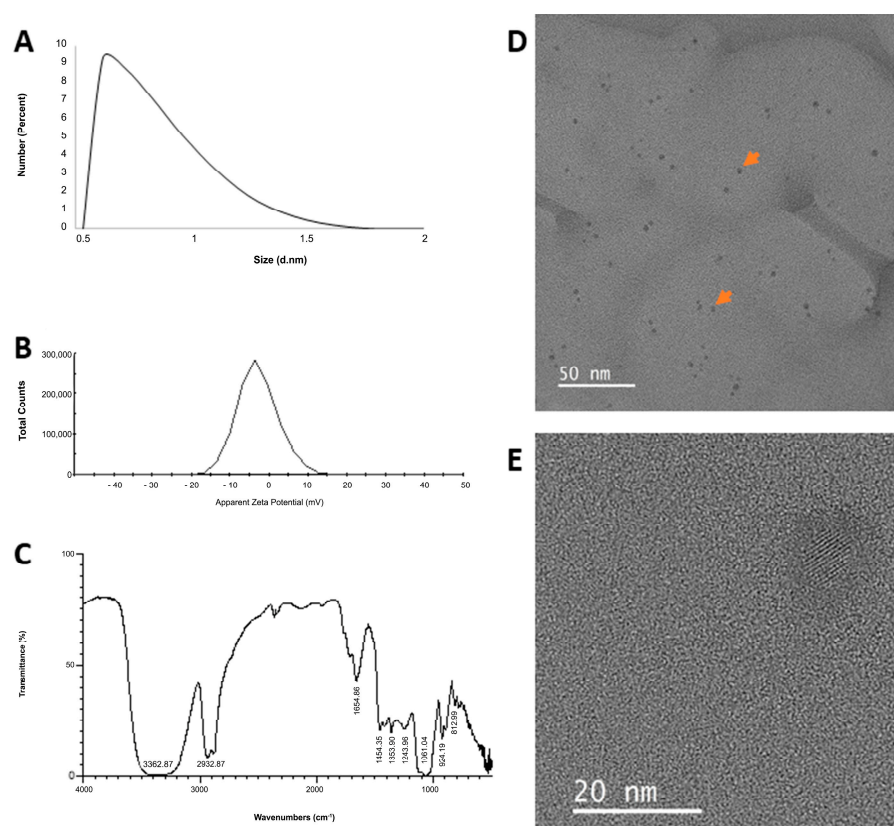 A
10
9
8
7
6
5
4
3
2
1
0
Number (Percent)
0.5 1 1.5 2
Size (d.nm)
B
300,000
200,000
100,000
0
Total Counts
- 40 - 30 - 20 - 10 0 10 20 30 40 50
Apparent Zeta Potential (mV)
C
100
50
0
Transmittance (%)
3362.87 2932.87 1654.86 1454.35 1353.90 1243.96 1061.04 924.19 812.99
4000 3000 2000 1000
Wavenumbers (cm-1)
D
50 nm
E
20 nm